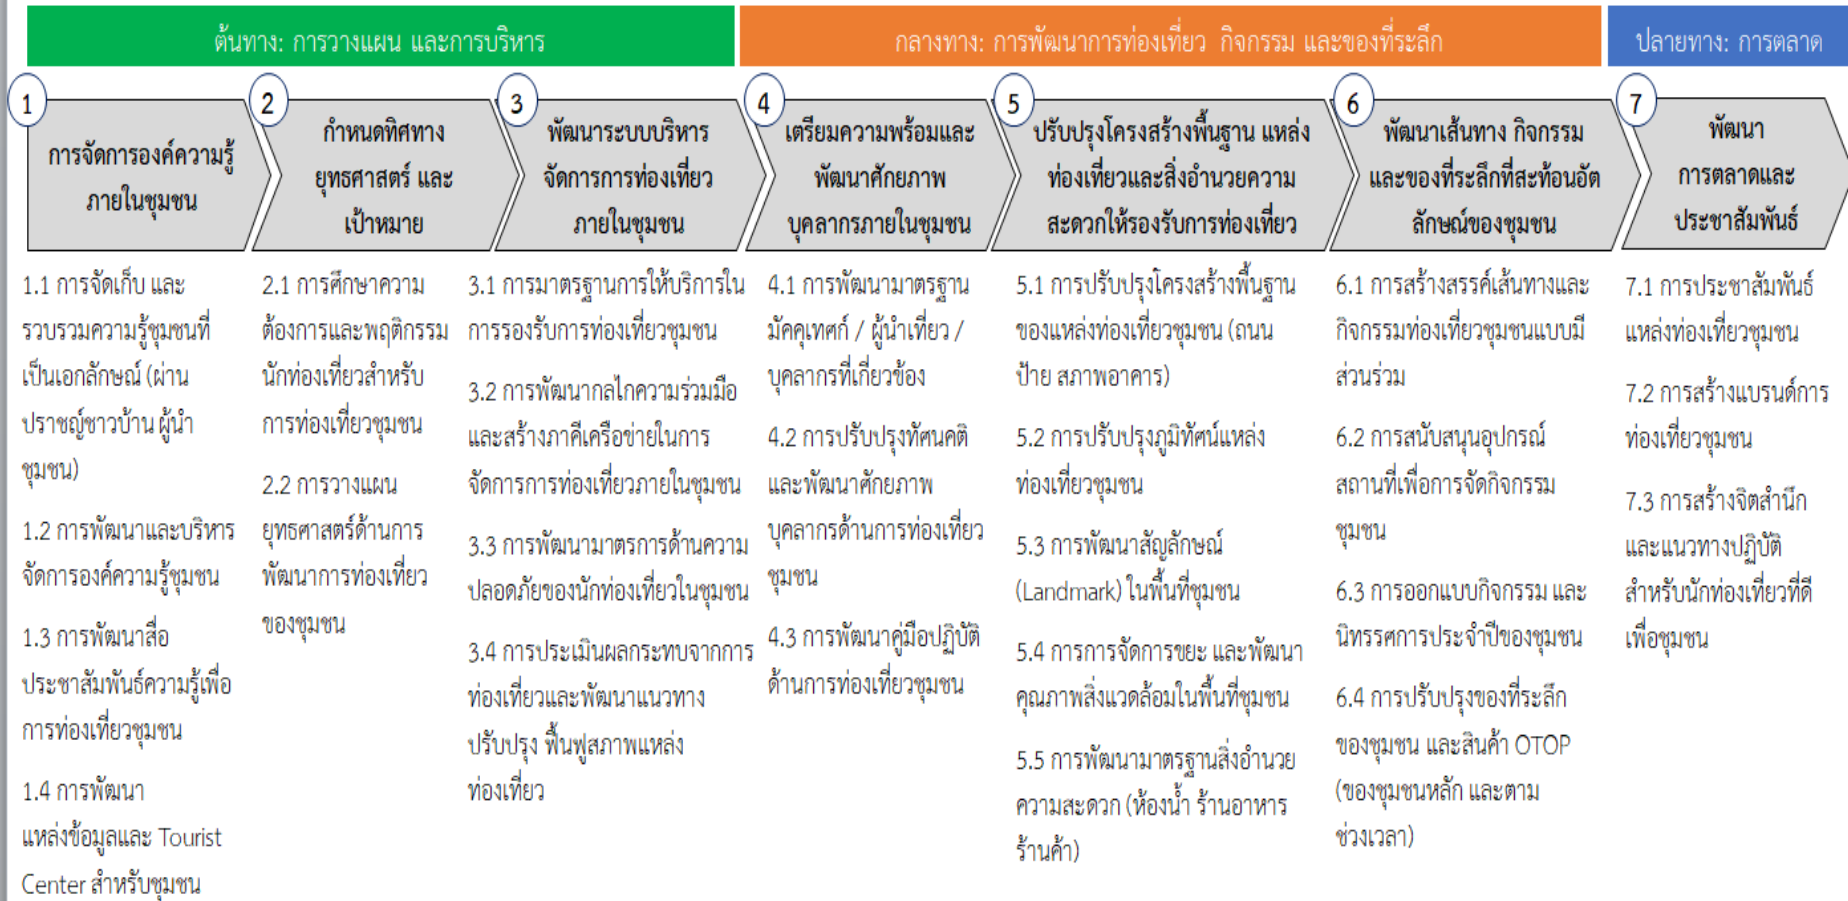 ต้นทาง: การวางแผน และการบริหาร
กลางทาง: การพัฒนาการท่องเที่ยว กิจกรรม และของที่ระลึก
ปลายทาง: การตลาด
1
การจัดการองค์ความรู้
ภายในชุมชน
2
กำหนดทิศทาง
ยุทธศาสตร์ และ
เป้าหมาย
3
พัฒนาระบบบริหาร
จัดการการท่องเที่ยว
ภายในชุมชน
4
เตรียมความพร้อมและ
พัฒนาศักยภาพ
บุคลากรภายในชุมชน
5
ปรับปรุงโครงสร้างพื้นฐาน แหล่ง
ท่องเที่ยวและสิ่งอำนวยความ
สะดวกให้รองรับการท่องเที่ยว
6
พัฒนาเส้นทาง กิจกรรม
และของที่ระลึกที่สะท้อนอัต
ลักษณ์ของชุมชน
7
พัฒนา
การตลาดและ
ประชาสัมพันธ์
1.1 การจัดเก็บ และ
รวบรวมความรู้ชุมชนที่
เป็นเอกลักษณ์ (ผ่าน
ปราชญ์ชาวบ้าน ผู้นำ
ชุมชน)
1.2 การพัฒนาและบริหาร
จัดการองค์ความรู้ชุมชน
1.3 การพัฒนาสื่อ
ประชาสัมพันธ์ความรู้เพื่อ
การท่องเที่ยวชุมชน
1.4 การพัฒนา
แหล่งข้อมูลและ Tourist
Center สำหรับชุมชน
2.1 การศึกษาความ
ต้องการและพฤติกรรม
นักท่องเที่ยวสำหรับ
การท่องเที่ยวชุมชน
2.2 การวางแผน
ยุทธศาสตร์ด้านการ
พัฒนาการท่องเที่ยว
ของชุมชน
3.1 การมาตรฐานการให้บริการใน
การรองรับการท่องเที่ยวชุมชน
3.2 การพัฒนากลไกความร่วมมือ
และสร้างภาคีเครือข่ายในการ
จัดการการท่องเที่ยวภายในชุมชน
3.3 การพัฒนามาตรการด้านความ
ปลอดภัยของนักท่องเที่ยวในชุมชน
3.4 การประเมินผลกระทบจากการ
ท่องเที่ยวและพัฒนาแนวทาง
ปรับปรุง ฟื้นฟูสภาพแหล่ง
ท่องเที่ยว
4.1 การพัฒนามาตรฐาน
มัคคุเทศก์ / ผู้นำเที่ยว /
บุคลากรที่เกี่ยวข้อง
4.2 การปรับปรุงทัศนคติ
และพัฒนาศักยภาพ
บุคลากรด้านการท่องเที่ยว
ชุมชน
4.3 การพัฒนาคู่มือปฏิบัติ
ด้านการท่องเที่ยวชุมชน
5.1 การปรับปรุงโครงสร้างพื้นฐาน
ของแหล่งท่องเที่ยวชุมชน (ถนน
ป้าย สภาพอาคาร)
5.2 การปรับปรุงภูมิทัศน์แหล่ง
ท่องเที่ยวชุมชน
5.3 การพัฒนาสัญลักษณ์
(Landmark) ในพื้นที่ชุมชน
5.4 การการจัดการขยะ และพัฒนา
คุณภาพสิ่งแวดล้อมในพื้นที่ชุมชน
5.5 การพัฒนามาตรฐานสิ่งอำนวย
ความสะดวก (ห้องน้ำ ร้านอาหาร
ร้านค้า)
6.1 การสร้างสรรค์เส้นทางและ
กิจกรรมท่องเที่ยวชุมชนแบบมี
ส่วนร่วม
6.2 การสนับสนุนอุปกรณ์
สถานที่เพื่อการจัดกิจกรรม
ชุมชน
6.3 การออกแบบกิจกรรม และ
นิทรรศการประจำปีของชุมชน
6.4 การปรับปรุงของที่ระลึก
ของชุมชน และสินค้า OTOP
(ของชุมชนหลัก และตาม
ช่วงเวลา)
7.1 การประชาสัมพันธ์
แหล่งท่องเที่ยวชุมชน
7.2 การสร้างแบรนด์การ
ท่องเที่ยวชุมชน
7.3 การสร้างจิตสำนึก
และแนวทางปฏิบัติ
สำหรับนักท่องเที่ยวที่ดี
เพื่อชุมชน